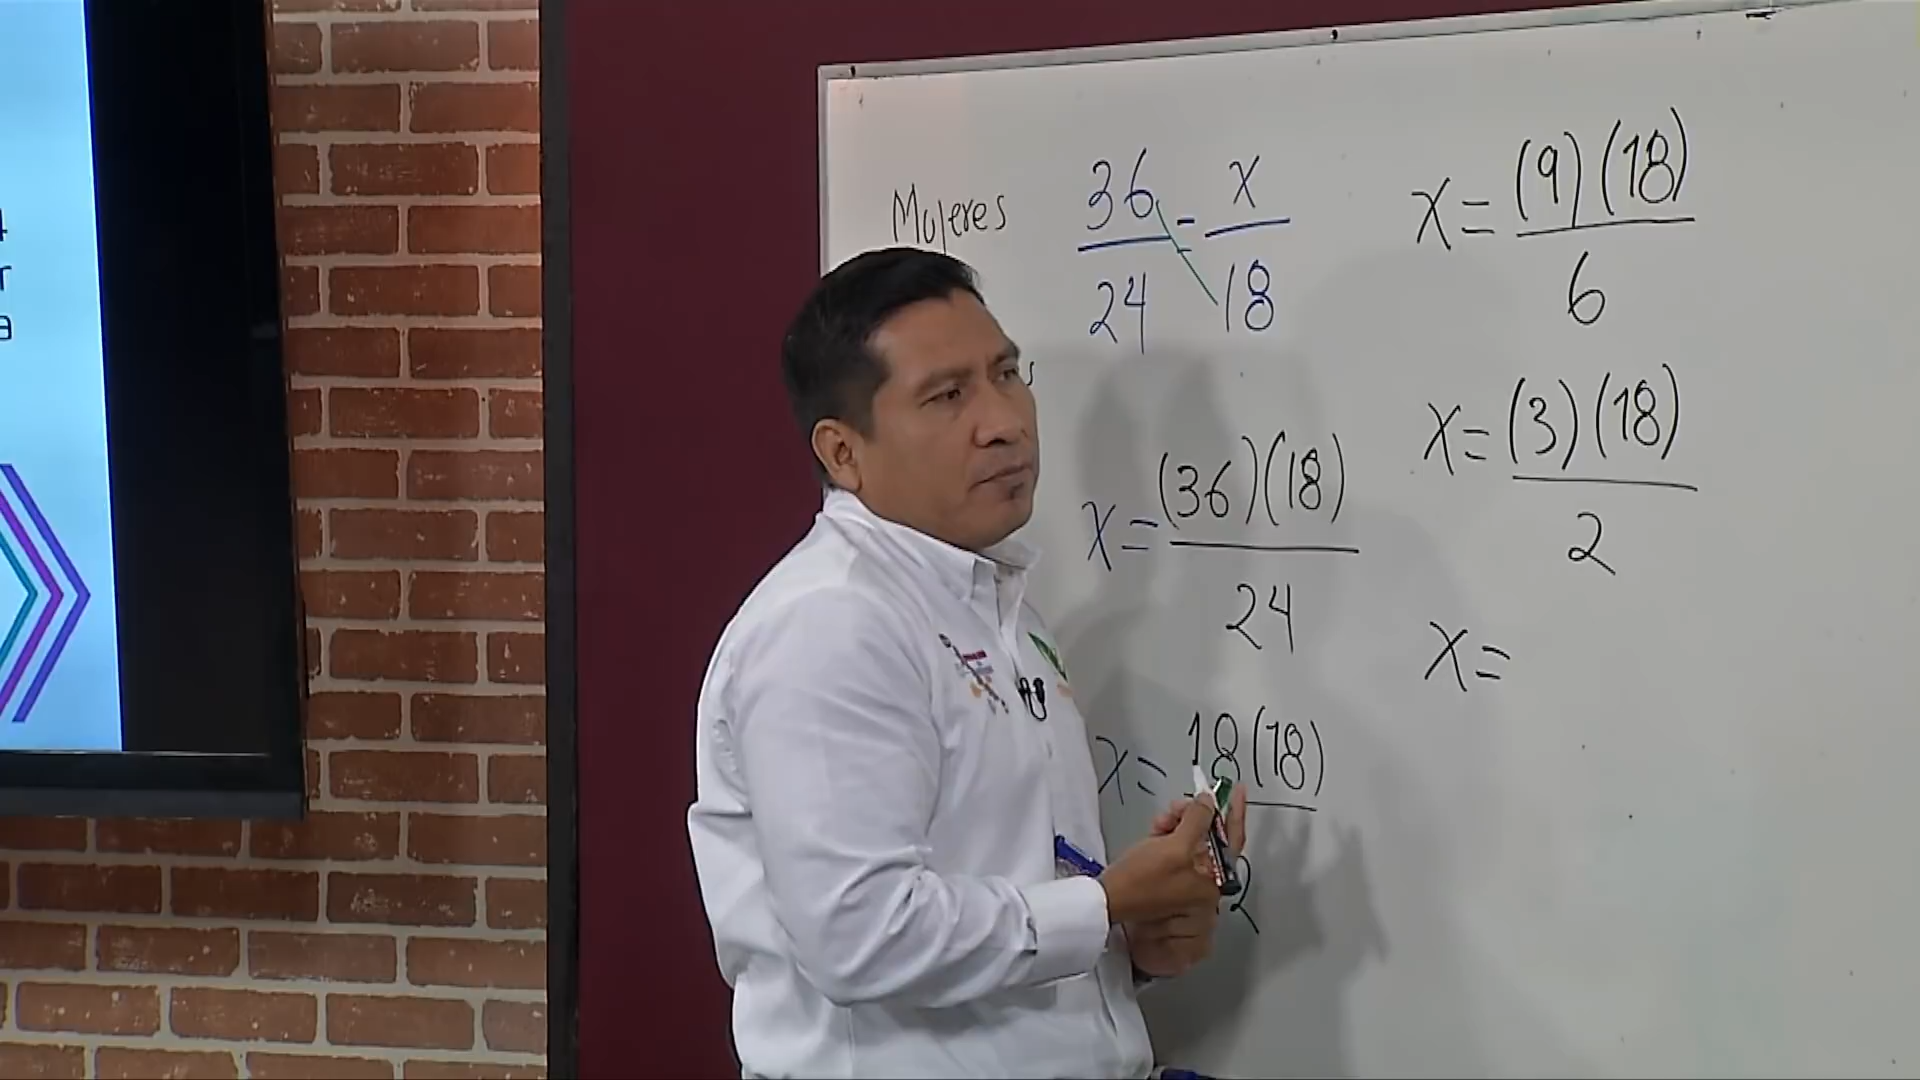 Mujeres
36/24 = x/18
x = (36)(18)/24
x = 18(18)
x = (9)(18)/6
x = (3)(18)/2
x =